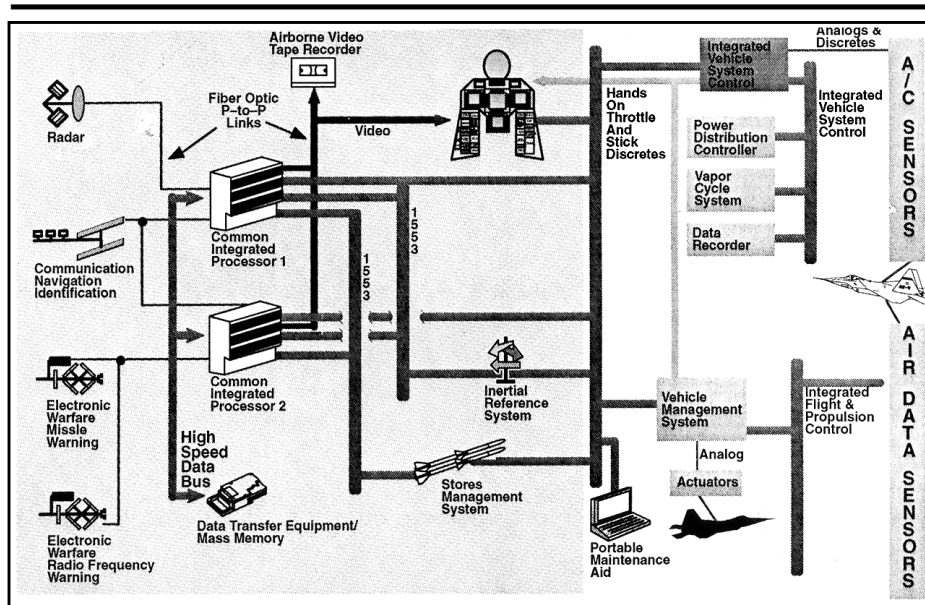 Airborne Video
Tape Recorder
Fiber Optic
P-to-P
Links
Video
Radar
Common
Integrated
Processor 1
Communication
Navigation
Identification
1553
1553
Common
Integrated
Processor 2
Electronic
Warfare
Missle
Warning
High
Speed
Data
Bus
Data Transfer Equipment/
Mass Memory
Electronic
Warfare
Radio Frequency
Warning
Inertial
Reference
System
Stores
Management
System
Hands
On
Throttle
And
Stick
Discretes
Integrated
Vehicle
System
Control
Analogs &
Discretes
Integrated
Vehicle System
Control
Power
Distribution
Controller
Vapor
Cycle
System
Data
Recorder
Vehicle
Management
System
Analog
Actuators
Integrated
Flight &
Propulsion
Control
Portable
Maintenance
Aid
A/C SENSORS
AIR DATA SENSORS